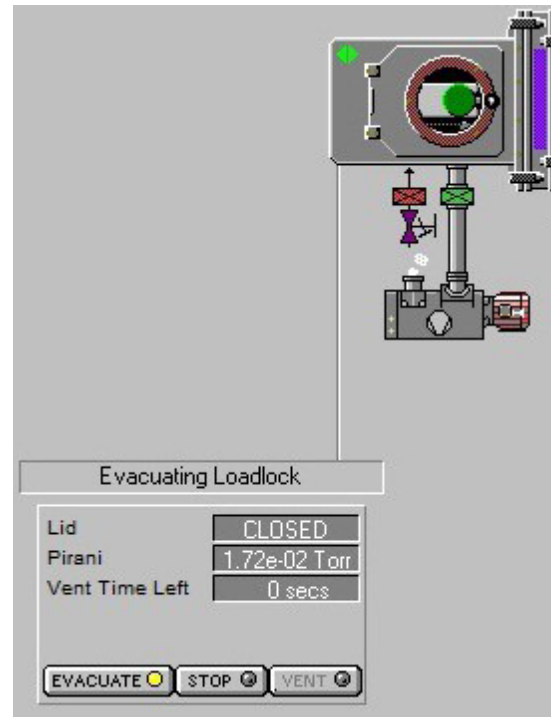 Evacuating Loadlock
Lid CLOSED
Pirani 1.72e-02 Torr
Vent Time Left 0 secs
EVACUATE STOP VENT